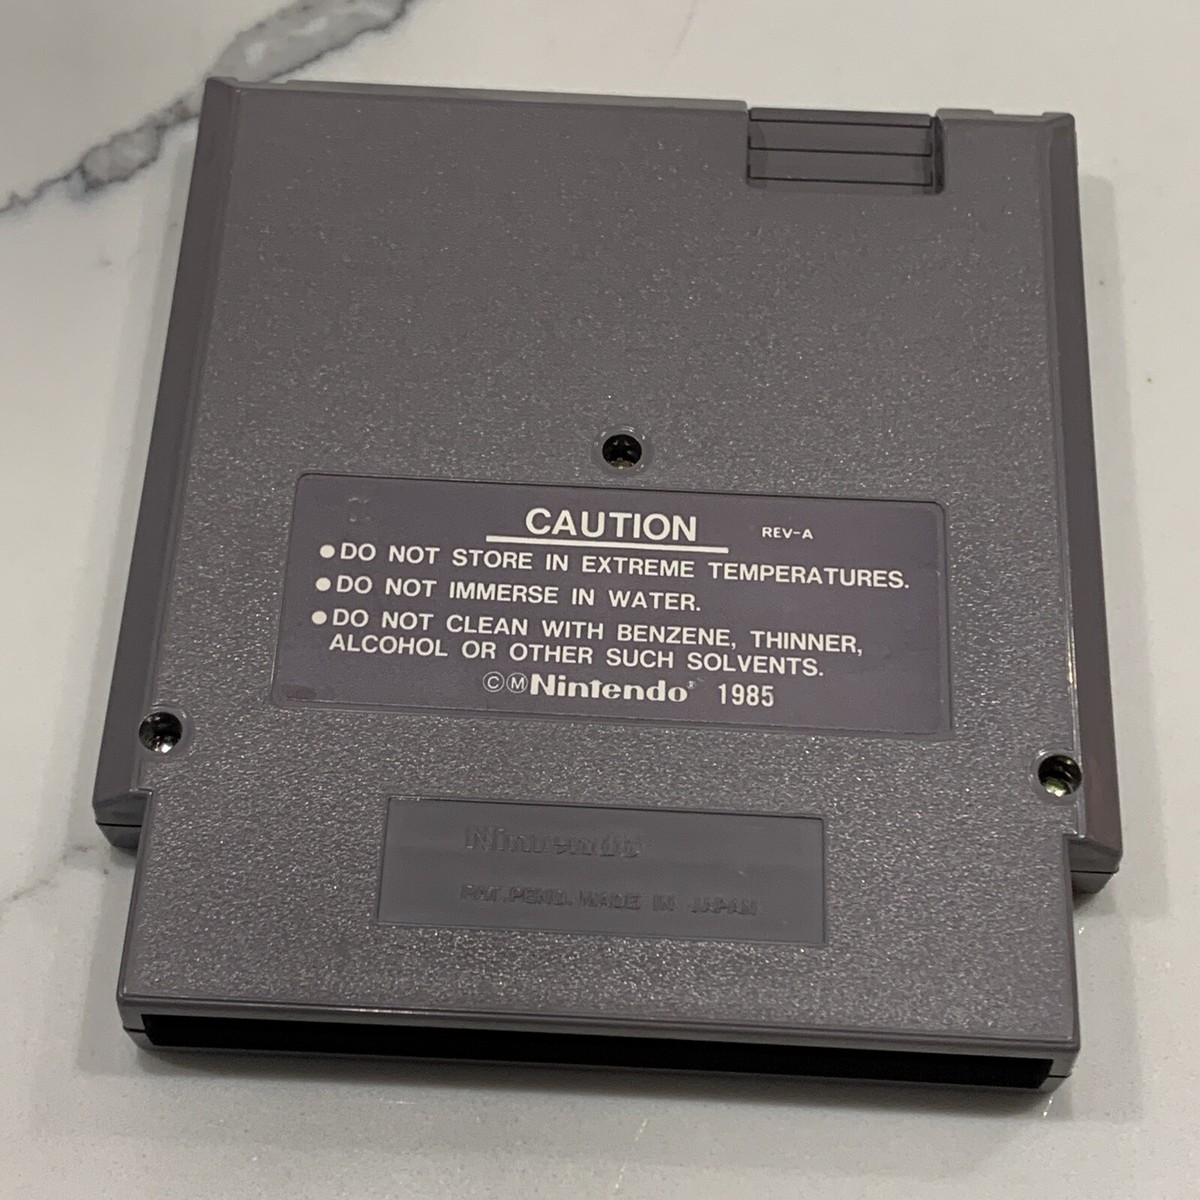 CAUTION REV-A
●DO NOT STORE IN EXTREME TEMPERATURES.
●DO NOT IMMERSE IN WATER.
●DO NOT CLEAN WITH BENZENE, THINNER,
ALCOHOL OR OTHER SUCH SOLVENTS.
ⒸⓂNintendo® 1985
Nintendo
PAT.PEND. MADE IN JAPAN